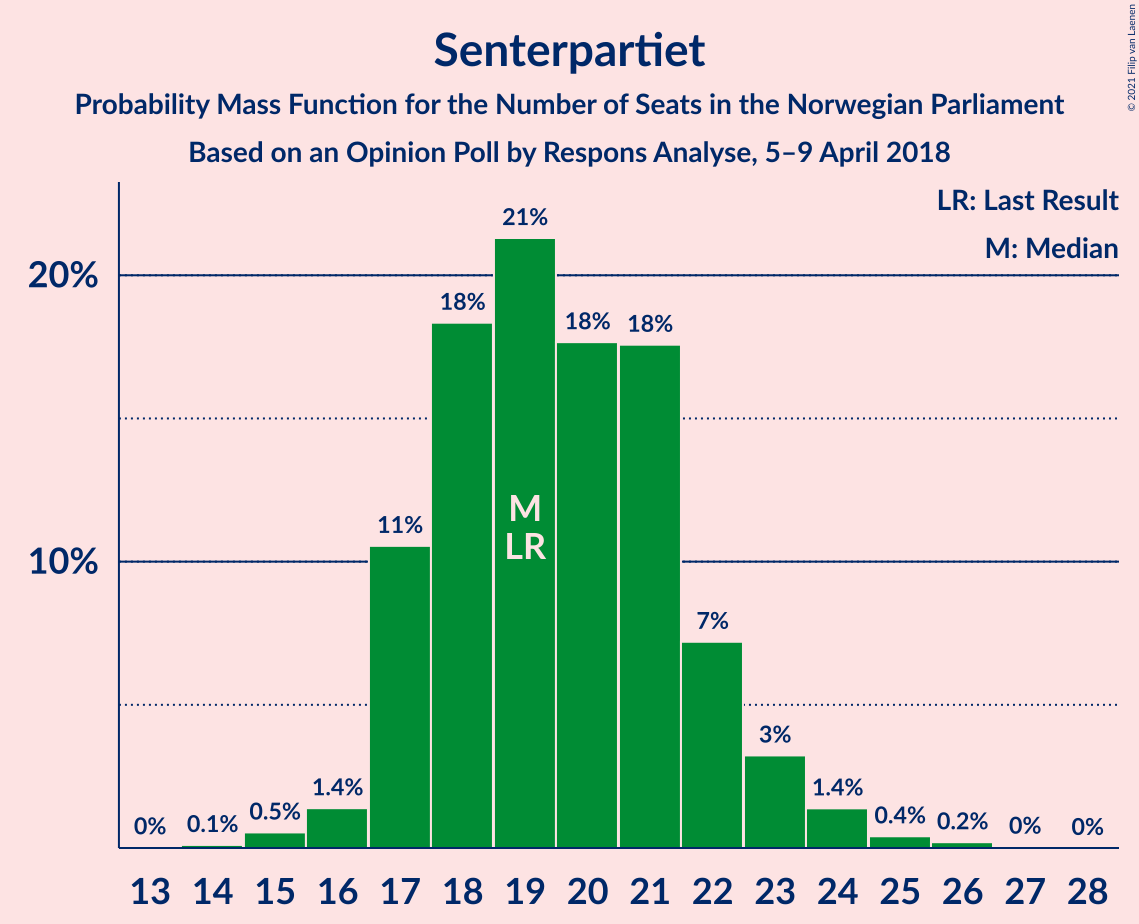 Senterpartiet
Probability Mass Function for the Number of Seats in the Norwegian Parliament
Based on an Opinion Poll by Respons Analyse, 5–9 April 2018
© 2021 Filip van Laenen
LR: Last Result
M: Median
20%
10%
0%
0.1%
0.5%
1.4%
11%
18%
21%
18%
18%
7%
3%
1.4%
0.4%
0.2%
0%
0%
M
LR
13 14 15 16 17 18 19 20 21 22 23 24 25 26 27 28